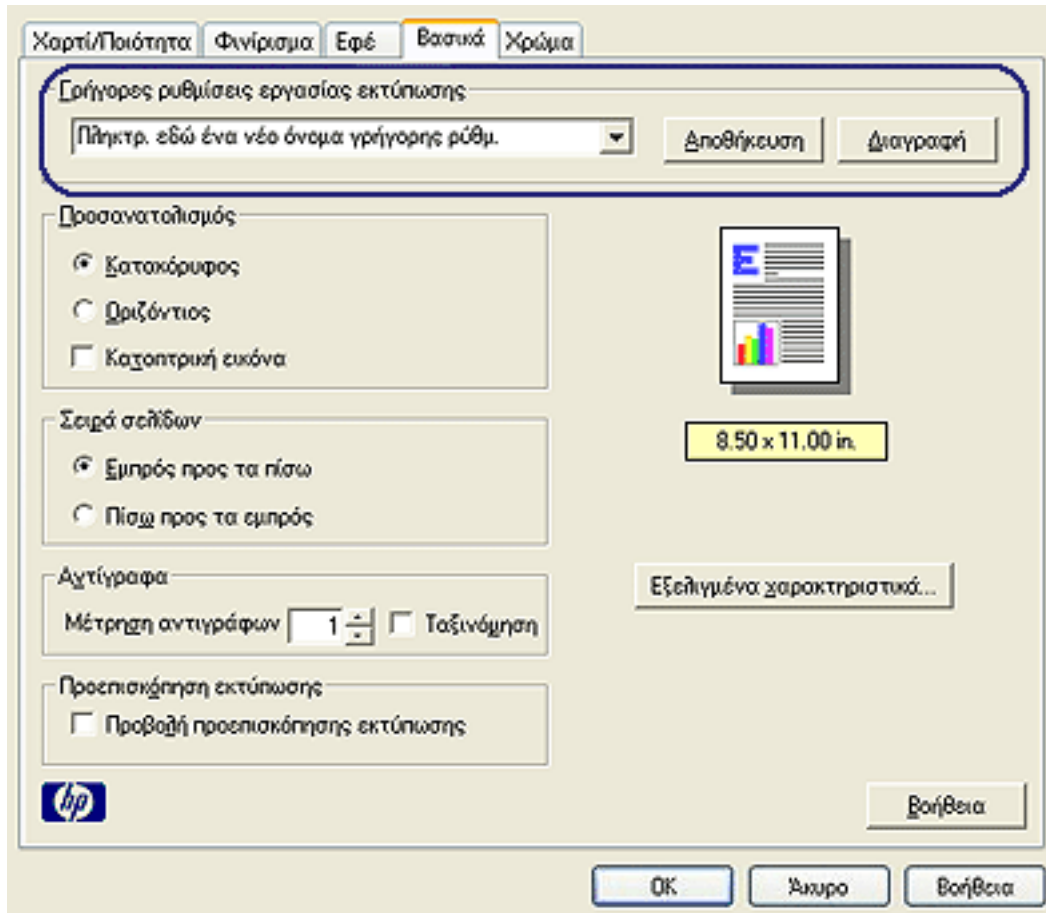 Χαρτί/Ποιότητα Φινίρισμα Εφέ Βασικά Χρώμα
Γρήγορες ρυθμίσεις εργασίας εκτύπωσης
Πληκτρ. εδώ ένα νέο όνομα γρήγορης ρύθμ. Αποθήκευση Διαγραφή
Προσανατολισμός
Κατακόρυφος
Οριζόντιος
Κατοπτρική εικόνα
E
8.50 x 11.00 in.
Σειρά σελίδων
Εμπρός προς τα πίσω
Πίσω προς τα εμπρός
Αντίγραφα
Μέτρηση αντιγράφων 1 Ταξινόμηση
Εξελιγμένα χαρακτηριστικά...
Προεπισκόπηση εκτύπωσης
Προβολή προεπισκόπησης εκτύπωσης
hp
Βοήθεια
OK Άκυρο Βοήθεια